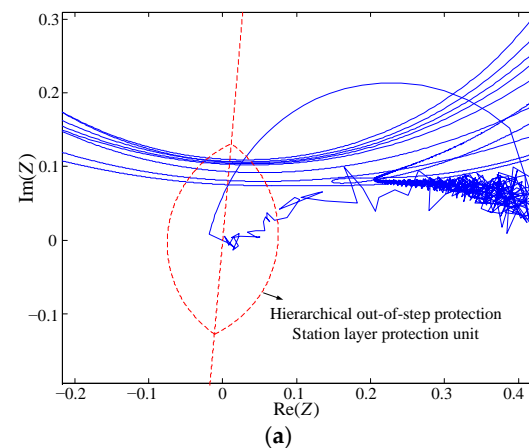 0.3
0.2
Im(Z)
0.1
0
−0.1
Hierarchical out-of-step protection
Station layer protection unit
−0.2 −0.1 0 0.1 0.2 0.3 0.4
Re(Z)
(a)